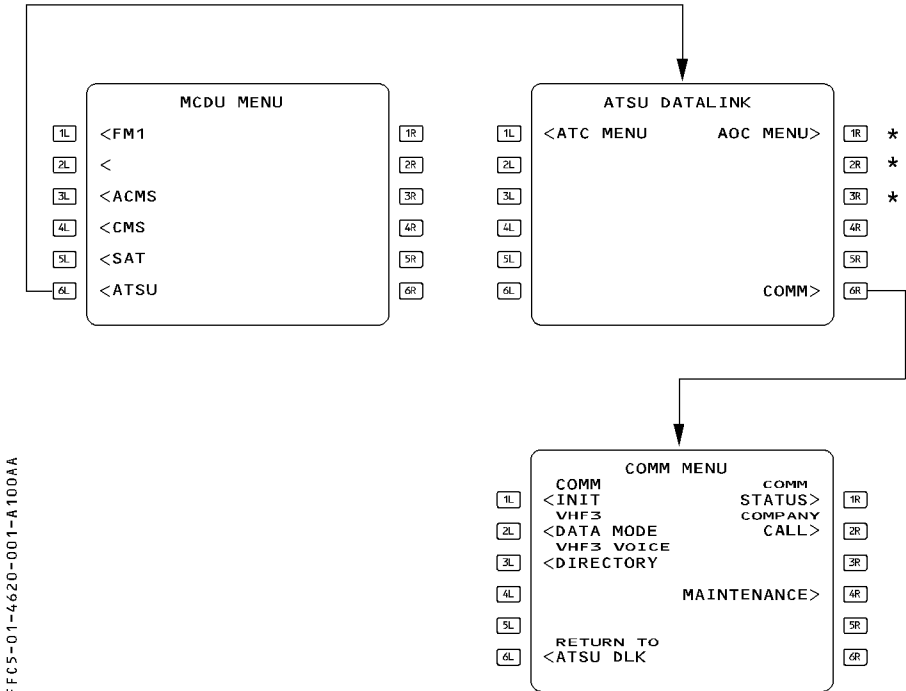 MCDU MENU
1L <FM1 1R
2L < 2R
3L <ACMS 3R
4L <CMS 4R
5L <SAT 5R
6L <ATSU 6R
ATSU DATALINK
1L <ATC MENU AOC MENU> 1R *
2L 2R *
3L 3R *
4L 4R
5L 5R
6L COMM> 6R
COMM MENU
COMM COMM
1L <INIT STATUS> 1R
VHF3 COMPANY
2L <DATA MODE CALL> 2R
VHF3 VOICE
3L <DIRECTORY 3R
4L MAINTENANCE> 4R
5L 5R
RETURN TO
6L <ATSU DLK 6R
FFC5-01-4620-001-A100AA